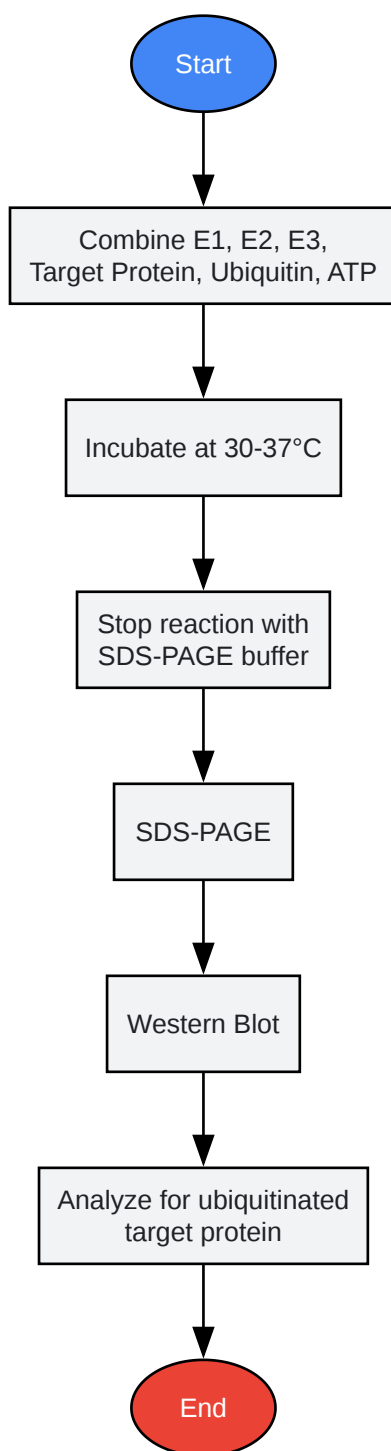 Start
Combine E1, E2, E3,
Target Protein, Ubiquitin, ATP
Incubate at 30-37°C
Stop reaction with
SDS-PAGE buffer
SDS-PAGE
Western Blot
Analyze for ubiquitinated
target protein
End